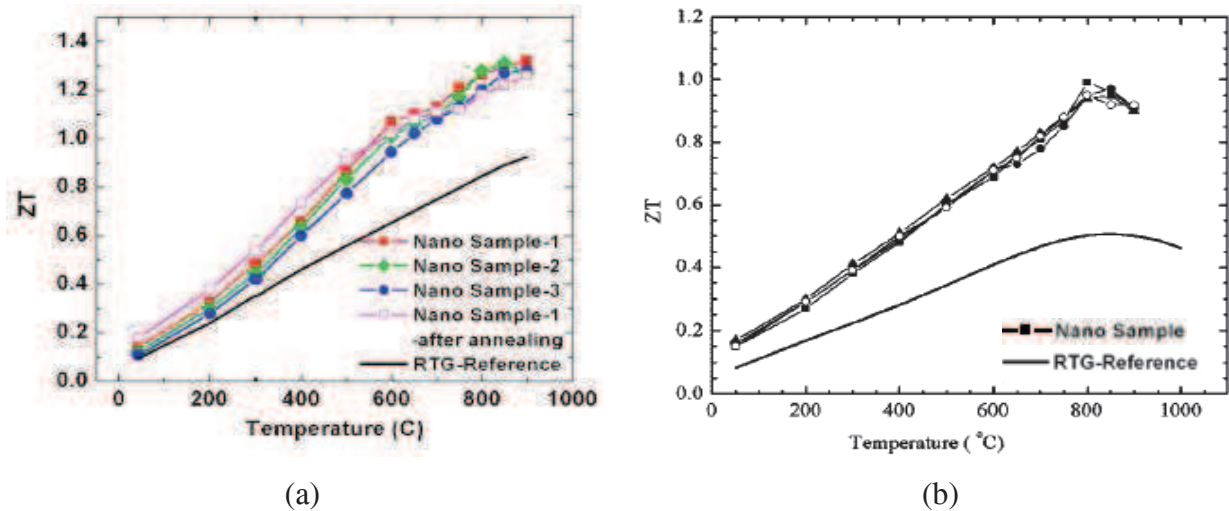 1.4
1.2
1.0
0.8
0.6
0.4
0.2
0.0
ZT
Nano Sample-1
Nano Sample-2
Nano Sample-3
Nano Sample-1
-after annealing
RTG-Reference
0 200 400 600 800 1000
Temperature (C)
(a)
1.2
1.0
0.8
0.6
0.4
0.2
0.0
ZT
Nano Sample
RTG-Reference
0 200 400 600 800 1000
Temperature ( °C)
(b)